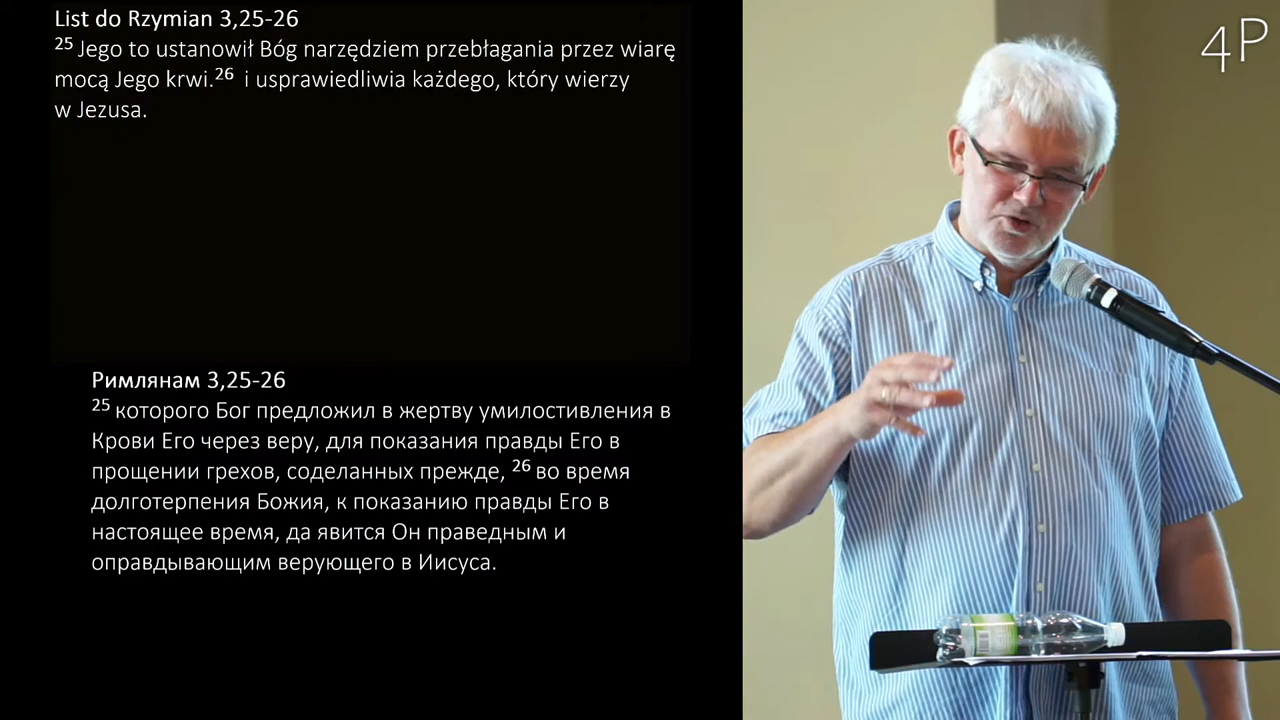 List do Rzymian 3,25-26
25 Jego to ustanowił Bóg narzędziem przebłagania przez wiarę
mocą Jego krwi.26 i usprawiedliwia każdego, który wierzy
w Jezusa.
4P
Римлянам 3,25-26
25 которого Бог предложил в жертву умилостивления в
Крови Его через веру, для показания правды Его в
прощении грехов, соделанных прежде, 26 во время
долготерпения Божия, к показанию правды Его в
настоящее время, да явится Он праведным и
оправдывающим верующего в Иисуса.